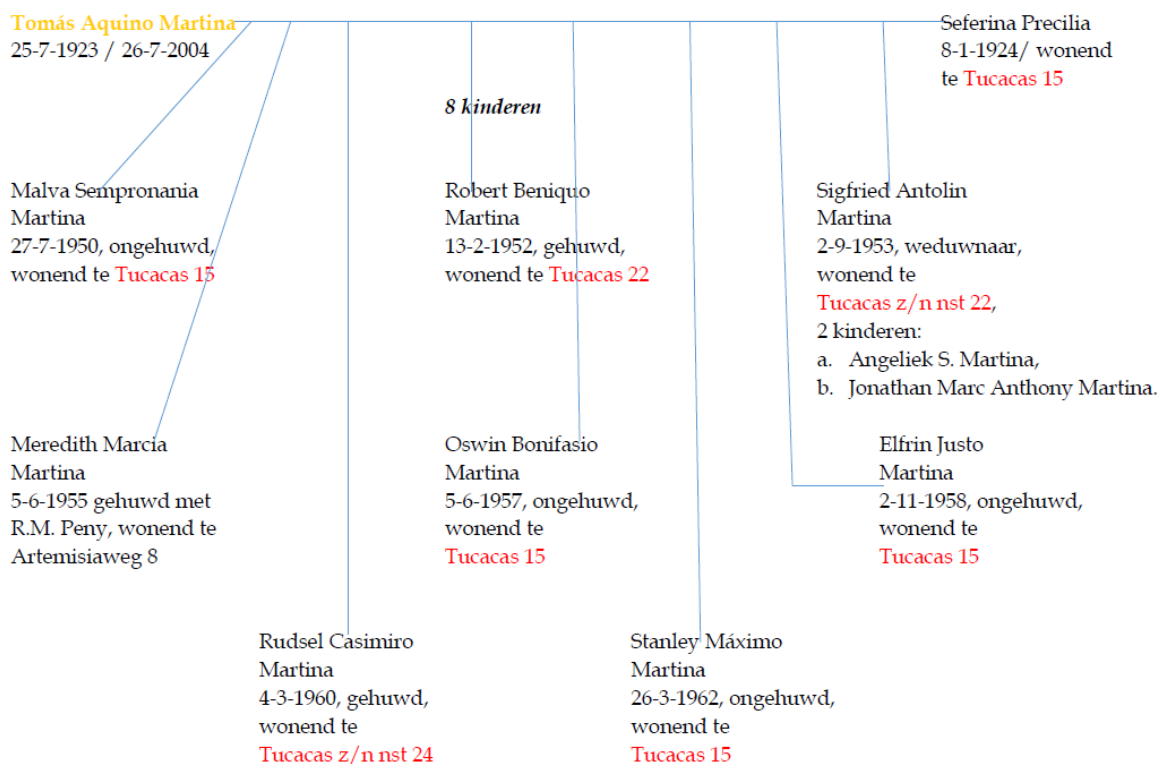 Tomás Aquino Martina
25-7-1923 / 26-7-2004
Seferina Precilia
8-1-1924/ wonend
te Tucacas 15
8 kinderen
Malva Sempronania
Martina
27-7-1950, ongehuwd,
wonend te Tucacas 15
Robert Beniquo
Martina
13-2-1952, gehuwd,
wonend te Tucacas 22
Sigfried Antolin
Martina
2-9-1953, weduwnaar,
wonend te
Tucacas z/n nst 22,
2 kinderen:
a. Angeliek S. Martina,
b. Jonathan Marc Anthony Martina.
Meredith Marcia
Martina
5-6-1955 gehuwd met
R.M. Peny, wonend te
Artemisiaweg 8
Oswin Bonifasio
Martina
5-6-1957, ongehuwd,
wonend te
Tucacas 15
Elfrin Justo
Martina
2-11-1958, ongehuwd,
wonend te
Tucacas 15
Rudsel Casimiro
Martina
4-3-1960, gehuwd,
wonend te
Tucacas z/n nst 24
Stanley Máximo
Martina
26-3-1962, ongehuwd,
wonend te
Tucacas 15